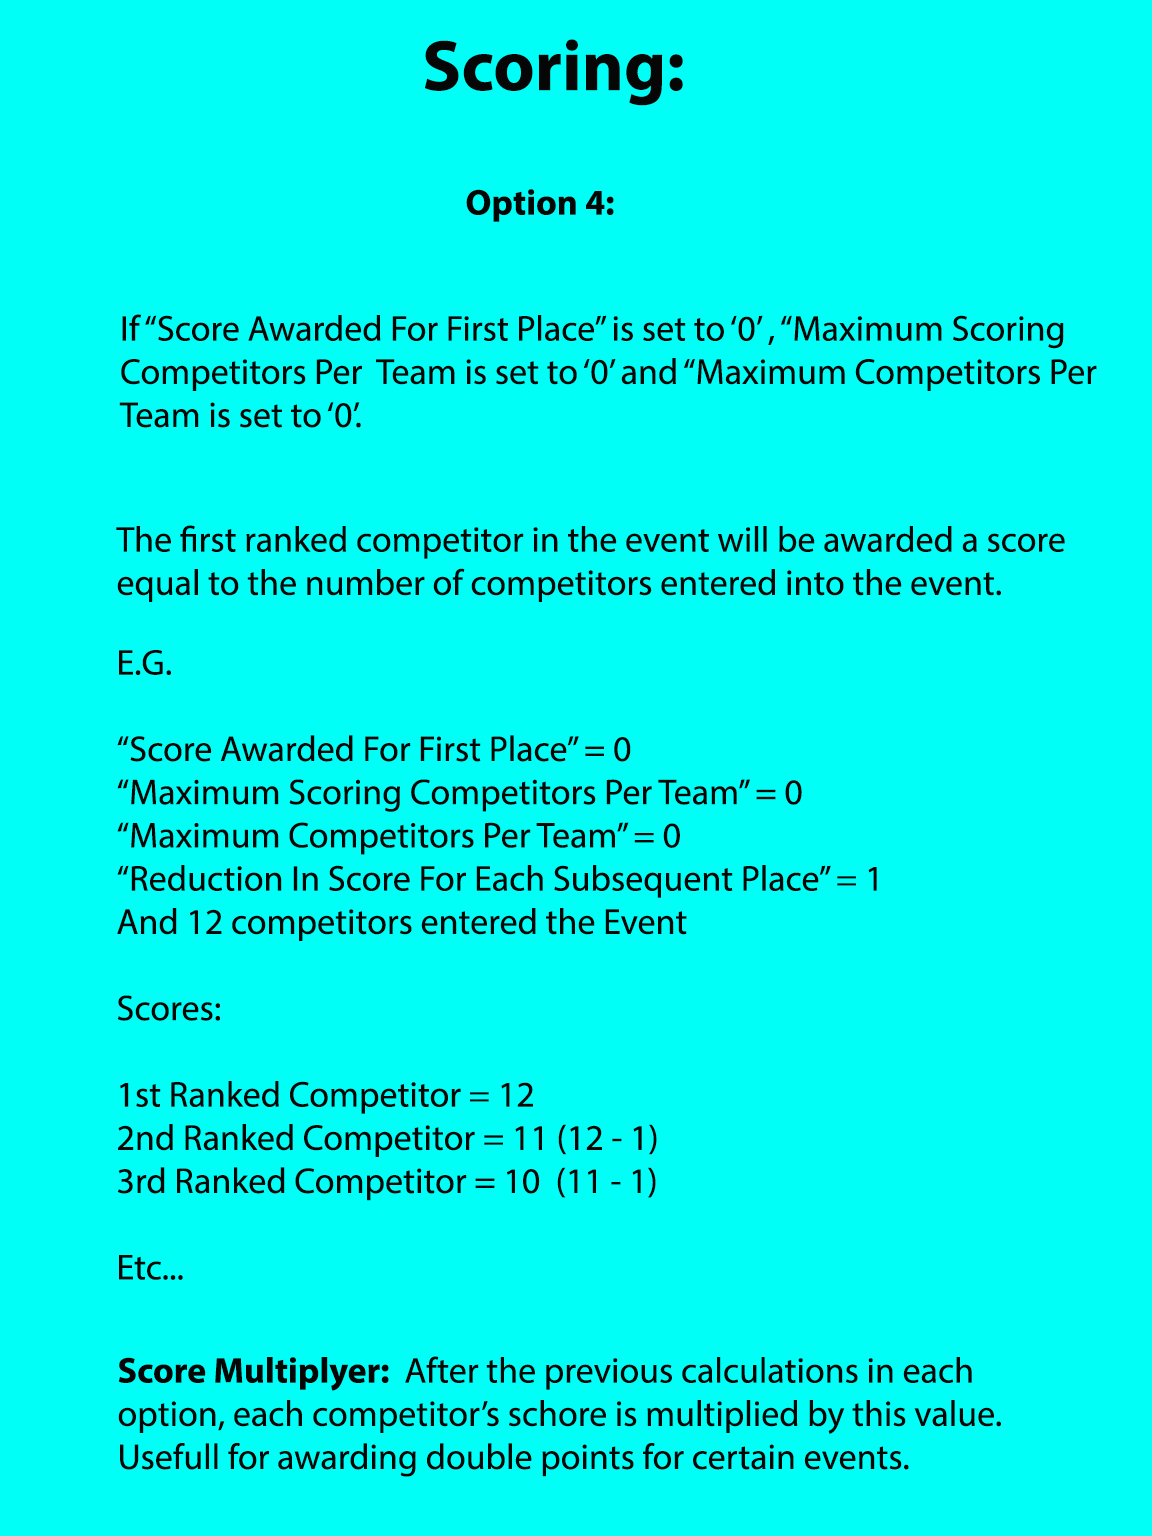 Scoring:
Option 4:
If “Score Awarded For First Place” is set to ‘0’ , “Maximum Scoring
Competitors Per  Team is set to ‘0’ and “Maximum Competitors Per
Team is set to ‘0’.
The first ranked competitor in the event will be awarded a score
equal to the number of competitors entered into the event.
E.G.
“Score Awarded For First Place” = 0
“Maximum Scoring Competitors Per Team” = 0
“Maximum Competitors Per Team” = 0
“Reduction In Score For Each Subsequent Place” = 1
And 12 competitors entered the Event
Scores:
1st Ranked Competitor = 12
2nd Ranked Competitor = 11 (12 - 1)
3rd Ranked Competitor = 10  (11 - 1)
Etc...
Score Multiplyer:  After the previous calculations in each
option, each competitor’s schore is multiplied by this value.
Usefull for awarding double points for certain events.